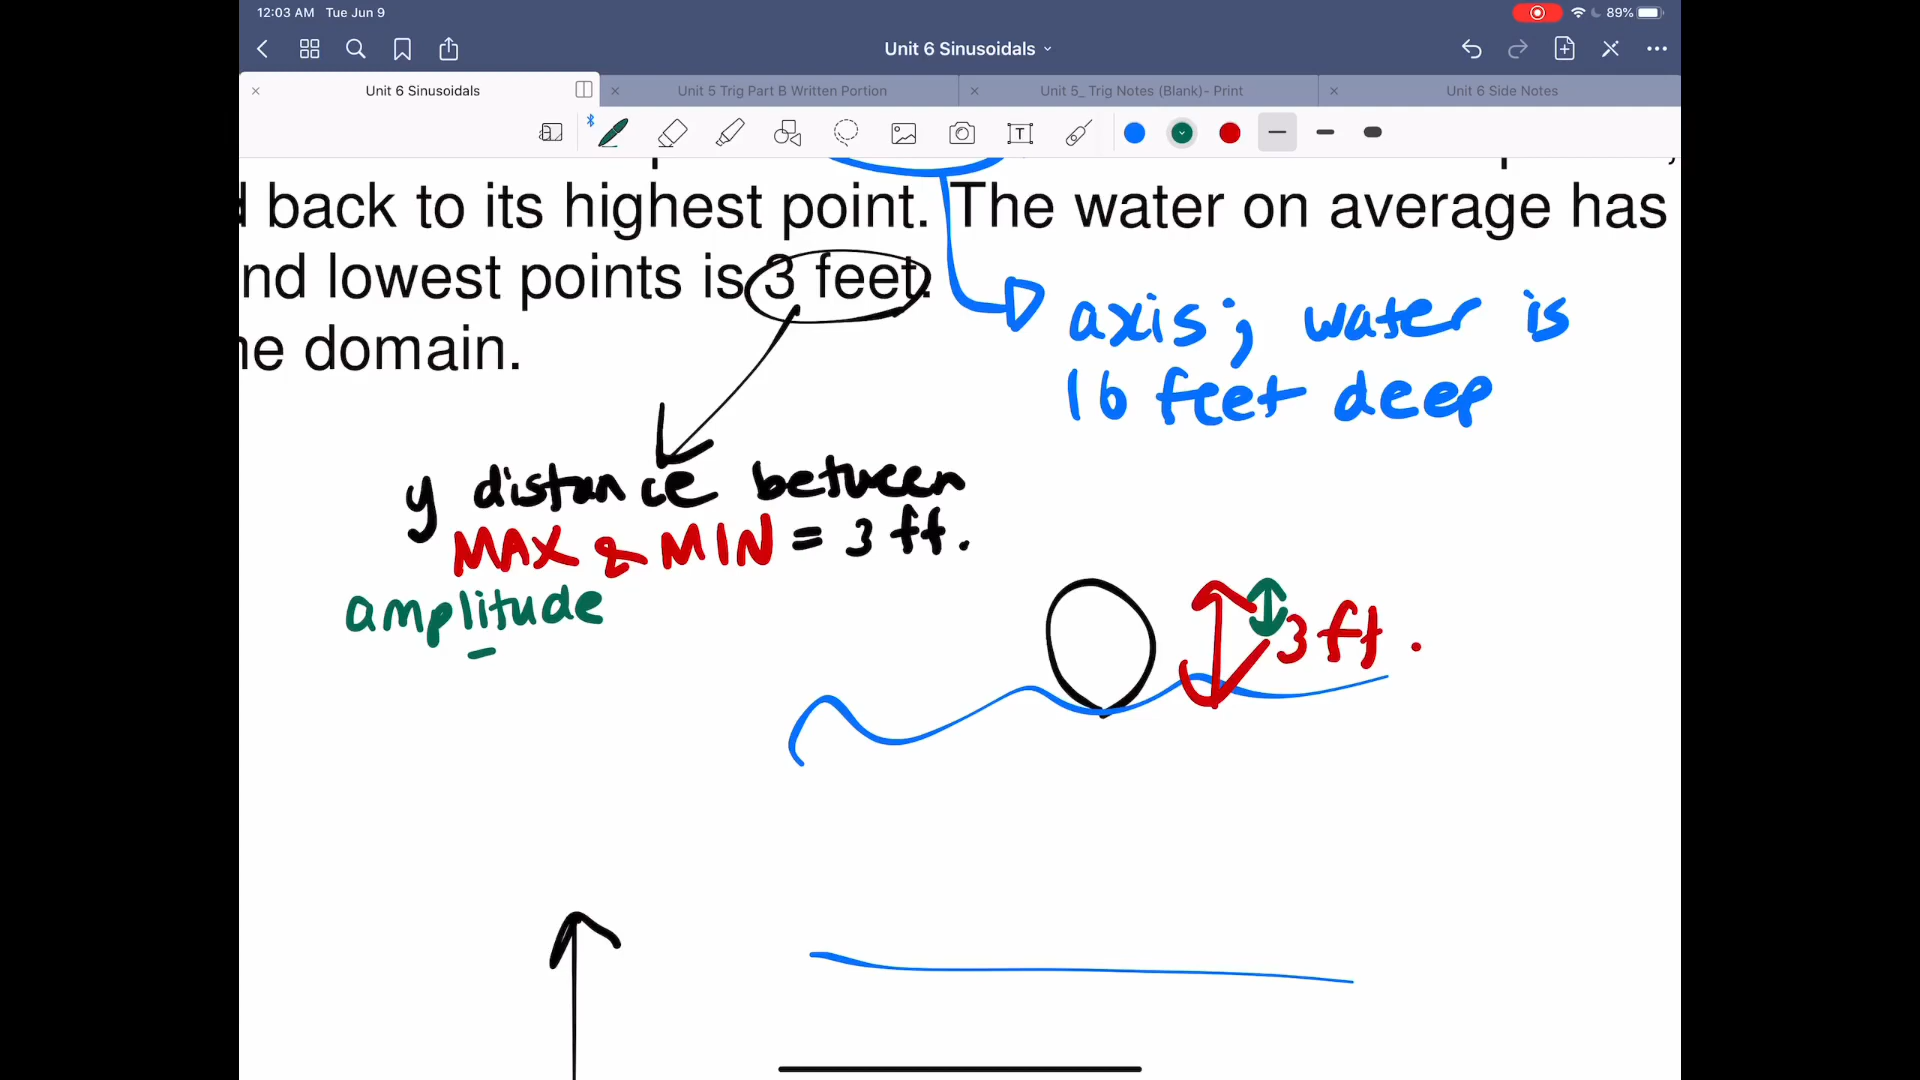 12:03 AM Tue Jun 9
89%
Unit 6 Sinusoidals
Unit 6 Sinusoidals
Unit 5 Trig Part B Written Portion
Unit 5_ Trig Notes (Blank)- Print
Unit 6 Side Notes
T
back to its highest point. The water on average has
nd lowest points is 3 feet.
domain.
axis; water is
16 feet deep
y distance between
MAX & MIN = 3 ft.
amplitude
3 ft.